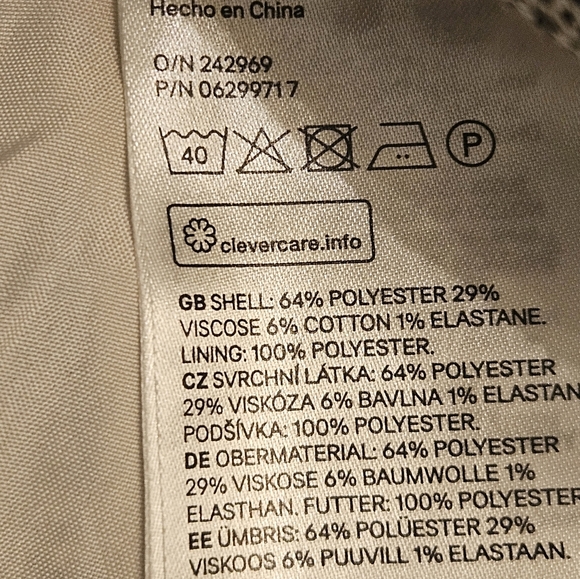 Hecho en China
O/N 242969
P/N 06299717
40 P
clevercare.info
GB SHELL: 64% POLYESTER 29%
VISCOSE 6% COTTON 1% ELASTANE.
LINING: 100% POLYESTER.
CZ SVRCHNÍ LÁTKA: 64% POLYESTER
29% VISKÓZA 6% BAVLNA 1% ELASTAN
PODŠÍVKA: 100% POLYESTER.
DE OBERMATERIAL: 64% POLYESTER
29% VISKOSE 6% BAUMWOLLE 1%
ELASTHAN. FUTTER: 100% POLYESTER
EE ÜMBRIS: 64% POLÜESTER 29%
VISKOOS 6% PUUVILL 1% ELASTAAN.